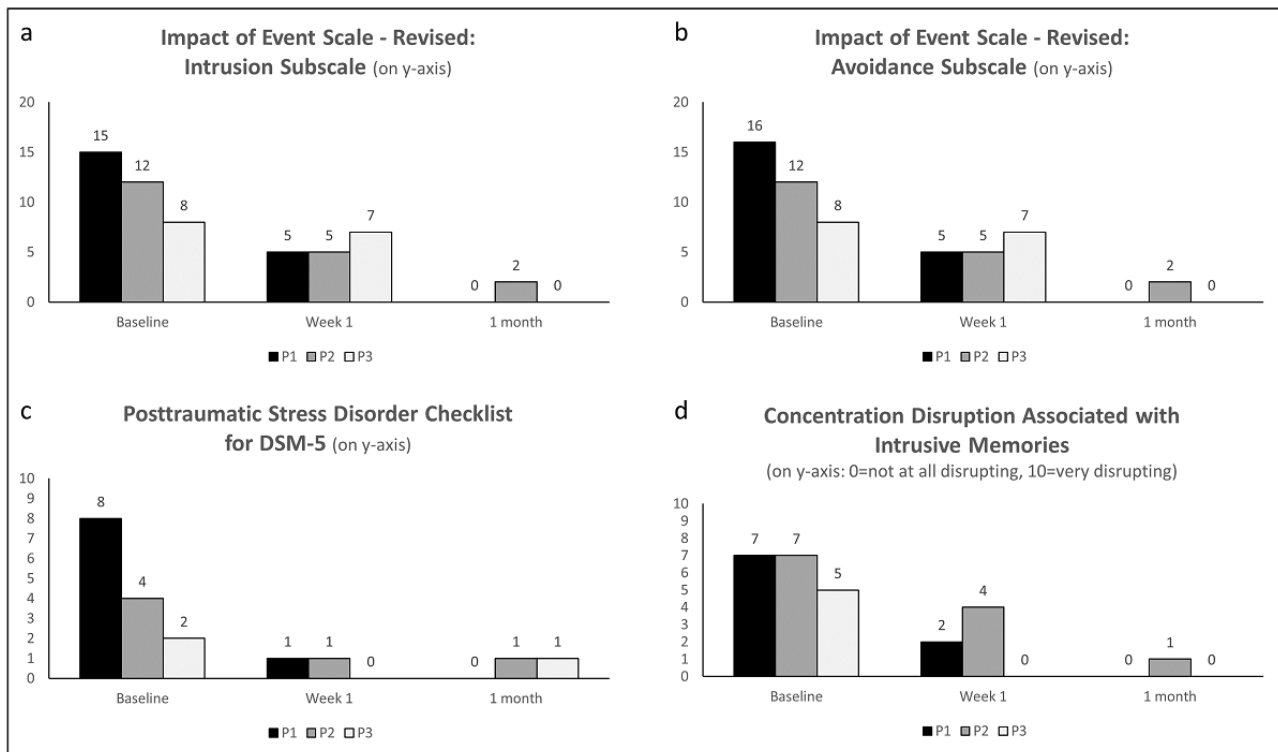 a
Impact of Event Scale - Revised:
Intrusion Subscale (on y-axis)
20
15
10
5
0
15
12
8
5
5
7
0
2
0
Baseline
Week 1
1 month
P1 P2 P3
b
Impact of Event Scale - Revised:
Avoidance Subscale (on y-axis)
20
15
10
5
0
16
12
8
5
5
7
0
2
0
Baseline
Week 1
1 month
P1 P2 P3
c
Posttraumatic Stress Disorder Checklist
for DSM-5 (on y-axis)
10
9
8
7
6
5
4
3
2
1
0
8
4
2
1
1
0
0
1
1
Baseline
Week 1
1 month
P1 P2 P3
d
Concentration Disruption Associated with
Intrusive Memories
(on y-axis: 0=not at all disrupting, 10=very disrupting)
10
9
8
7
6
5
4
3
2
1
0
7
7
5
2
4
0
0
1
0
Baseline
Week 1
1 month
P1 P2 P3